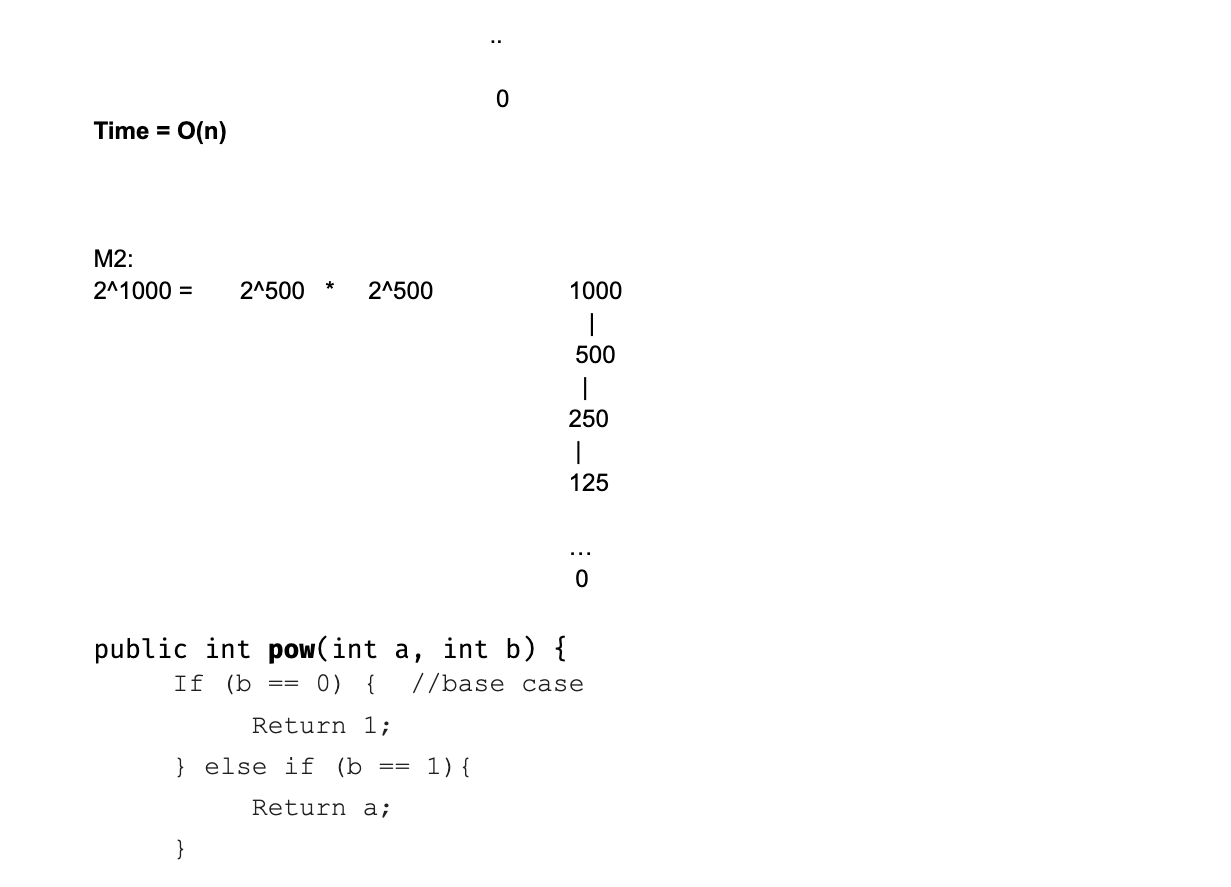 ..
0
Time = O(n)
M2:
2^1000 = 2^500 * 2^500 1000
|
500
|
250
|
125
...
0
public int pow(int a, int b) {
If (b == 0) { //base case
Return 1;
} else if (b == 1){
Return a;
}